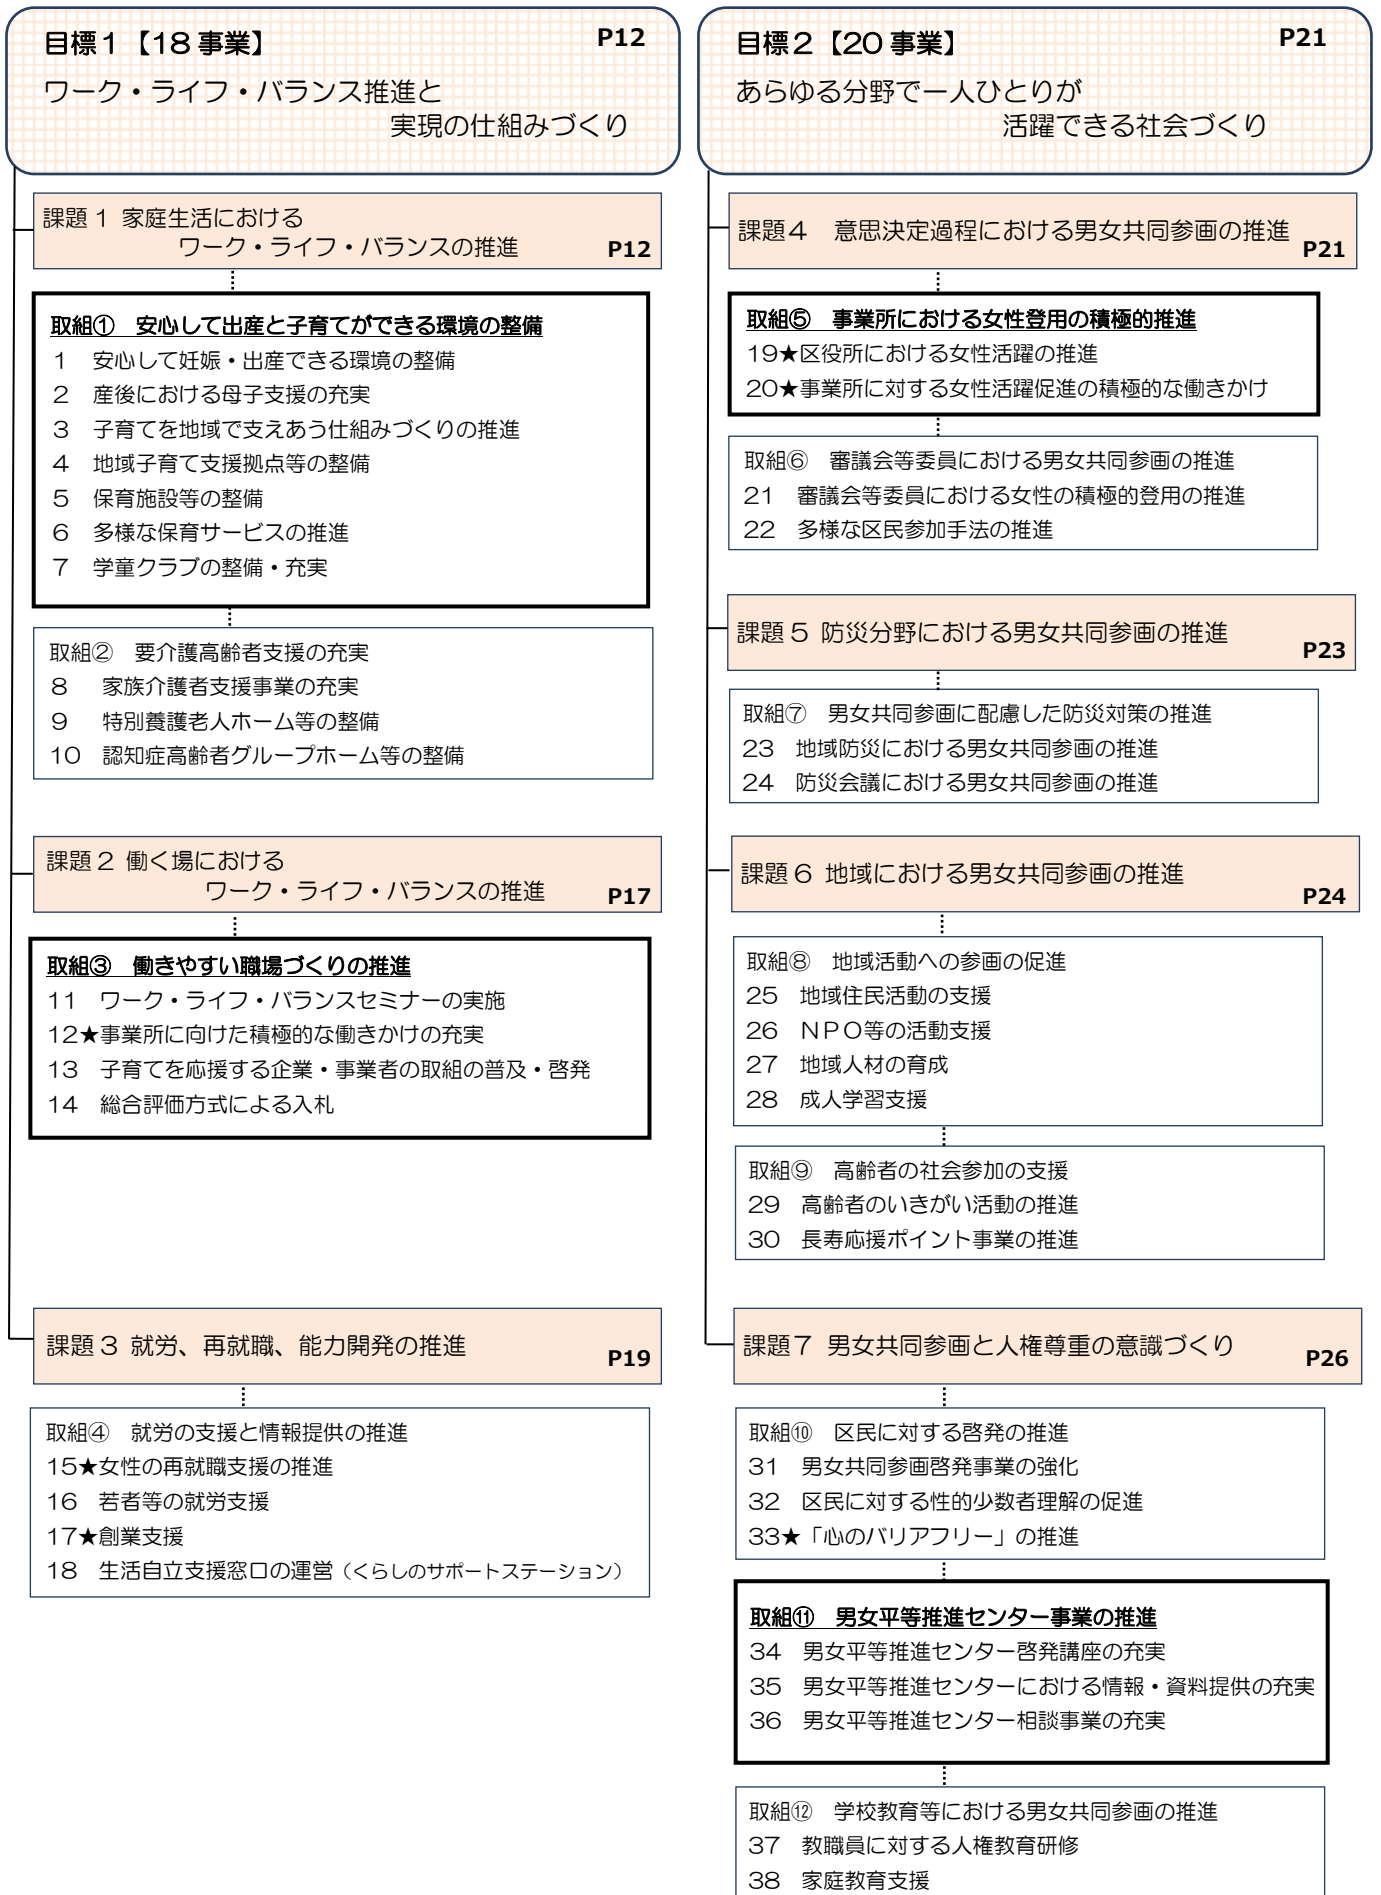 目標１【18 事業】 P12
ワーク・ライフ・バランス推進と
実現の仕組みづくり
課題 1 家庭生活における
ワーク・ライフ・バランスの推進 P12
取組① 安心して出産と子育てができる環境の整備
1 安心して妊娠・出産できる環境の整備
2 産後における母子支援の充実
3 子育てを地域で支えあう仕組みづくりの推進
4 地域子育て支援拠点等の整備
5 保育施設等の整備
6 多様な保育サービスの推進
7 学童クラブの整備・充実
取組② 要介護高齢者支援の充実
8 家族介護者支援事業の充実
9 特別養護老人ホーム等の整備
10 認知症高齢者グループホーム等の整備
課題 2 働く場における
ワーク・ライフ・バランスの推進 P17
取組③ 働きやすい職場づくりの推進
11 ワーク・ライフ・バランスセミナーの実施
12★事業所に向けた積極的な働きかけの充実
13 子育てを応援する企業・事業者の取組の普及・啓発
14 総合評価方式による入札
課題 3 就労、再就職、能力開発の推進 P19
取組④ 就労の支援と情報提供の推進
15★女性の再就職支援の推進
16 若者等の就労支援
17★創業支援
18 生活自立支援窓口の運営（くらしのサポートステーション）
目標２【20 事業】 P21
あらゆる分野で一人ひとりが
活躍できる社会づくり
課題４ 意思決定過程における男女共同参画の推進 P21
取組⑤ 事業所における女性登用の積極的推進
19★区役所における女性活躍の推進
20★事業所に対する女性活躍促進の積極的な働きかけ
取組⑥ 審議会等委員における男女共同参画の推進
21 審議会等委員における女性の積極的登用の推進
22 多様な区民参加手法の推進
課題 5 防災分野における男女共同参画の推進 P23
取組⑦ 男女共同参画に配慮した防災対策の推進
23 地域防災における男女共同参画の推進
24 防災会議における男女共同参画の推進
課題 6 地域における男女共同参画の推進 P24
取組⑧ 地域活動への参画の促進
25 地域住民活動の支援
26 ＮＰＯ等の活動支援
27 地域人材の育成
28 成人学習支援
取組⑨ 高齢者の社会参加の支援
29 高齢者のいきがい活動の推進
30 長寿応援ポイント事業の推進
課題７ 男女共同参画と人権尊重の意識づくり P26
取組⑩ 区民に対する啓発の推進
31 男女共同参画啓発事業の強化
32 区民に対する性的少数者理解の促進
33★「心のバリアフリー」の推進
取組⑪ 男女平等推進センター事業の推進
34 男女平等推進センター啓発講座の充実
35 男女平等推進センターにおける情報・資料提供の充実
36 男女平等推進センター相談事業の充実
取組⑫ 学校教育等における男女共同参画の推進
37 教職員に対する人権教育研修
38 家庭教育支援